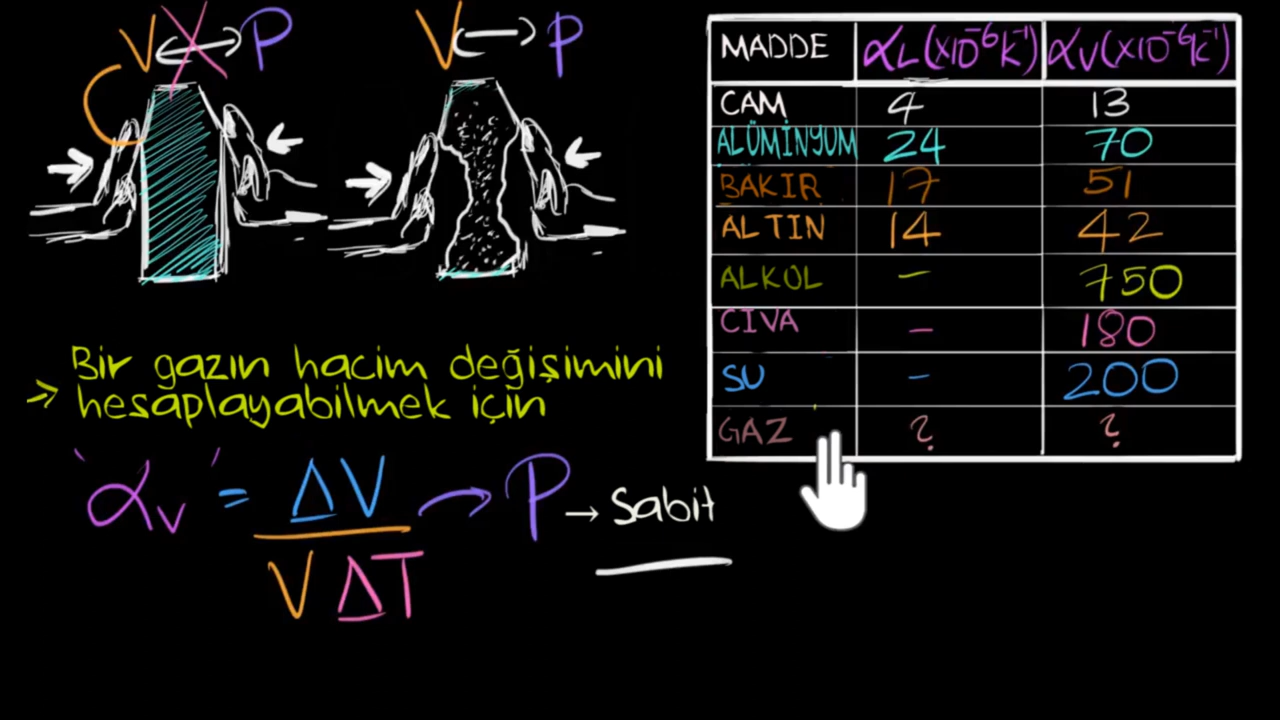 V ↔ P
V ↔ P
Bir gazın hacim değişimini
⇒ hesaplayabilmek için
'αv' = ΔV / V ΔT → P → Sabit
MADDE αL(x10⁻⁶K⁻¹) αV(x10⁻⁶K⁻¹)
CAM 4 13
ALÜMİNYUM 24 70
BAKIR 17 51
ALTIN 14 42
ALKOL - 750
CIVA - 180
SU - 200
GAZ ? ?